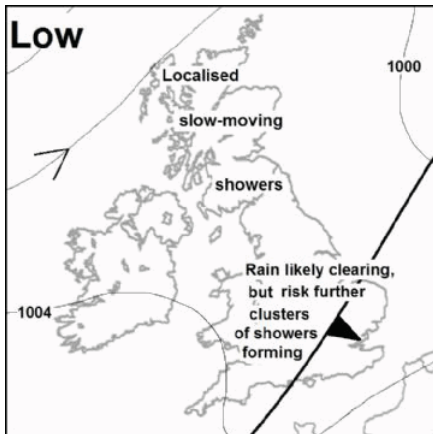 Low
Localised
1000
slow-moving
showers
Rain likely clearing,
but risk further
clusters
1004
of showers
forming